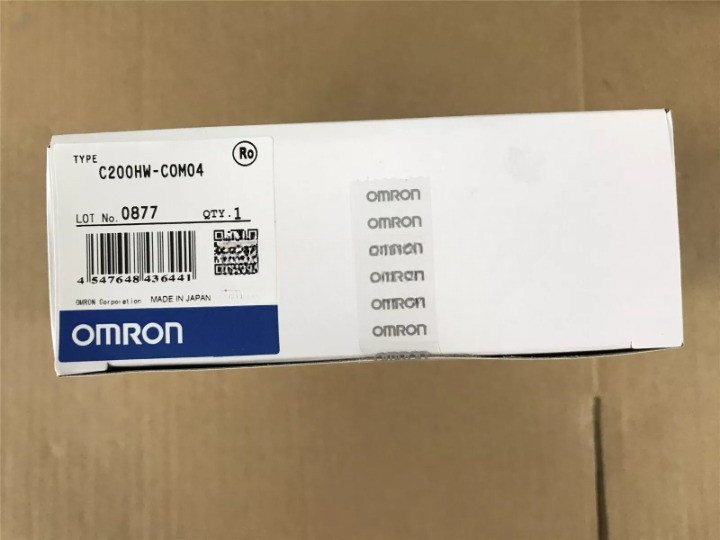 TYPE
Ro
C200HW-COM04
LOT No. 0877 QTY. 1
4 547648 436441
OMRON Corporation MADE IN JAPAN
OMRON
OMRON
OMRON
OMRON
OMRON
OMRON
OMRON
OMRON